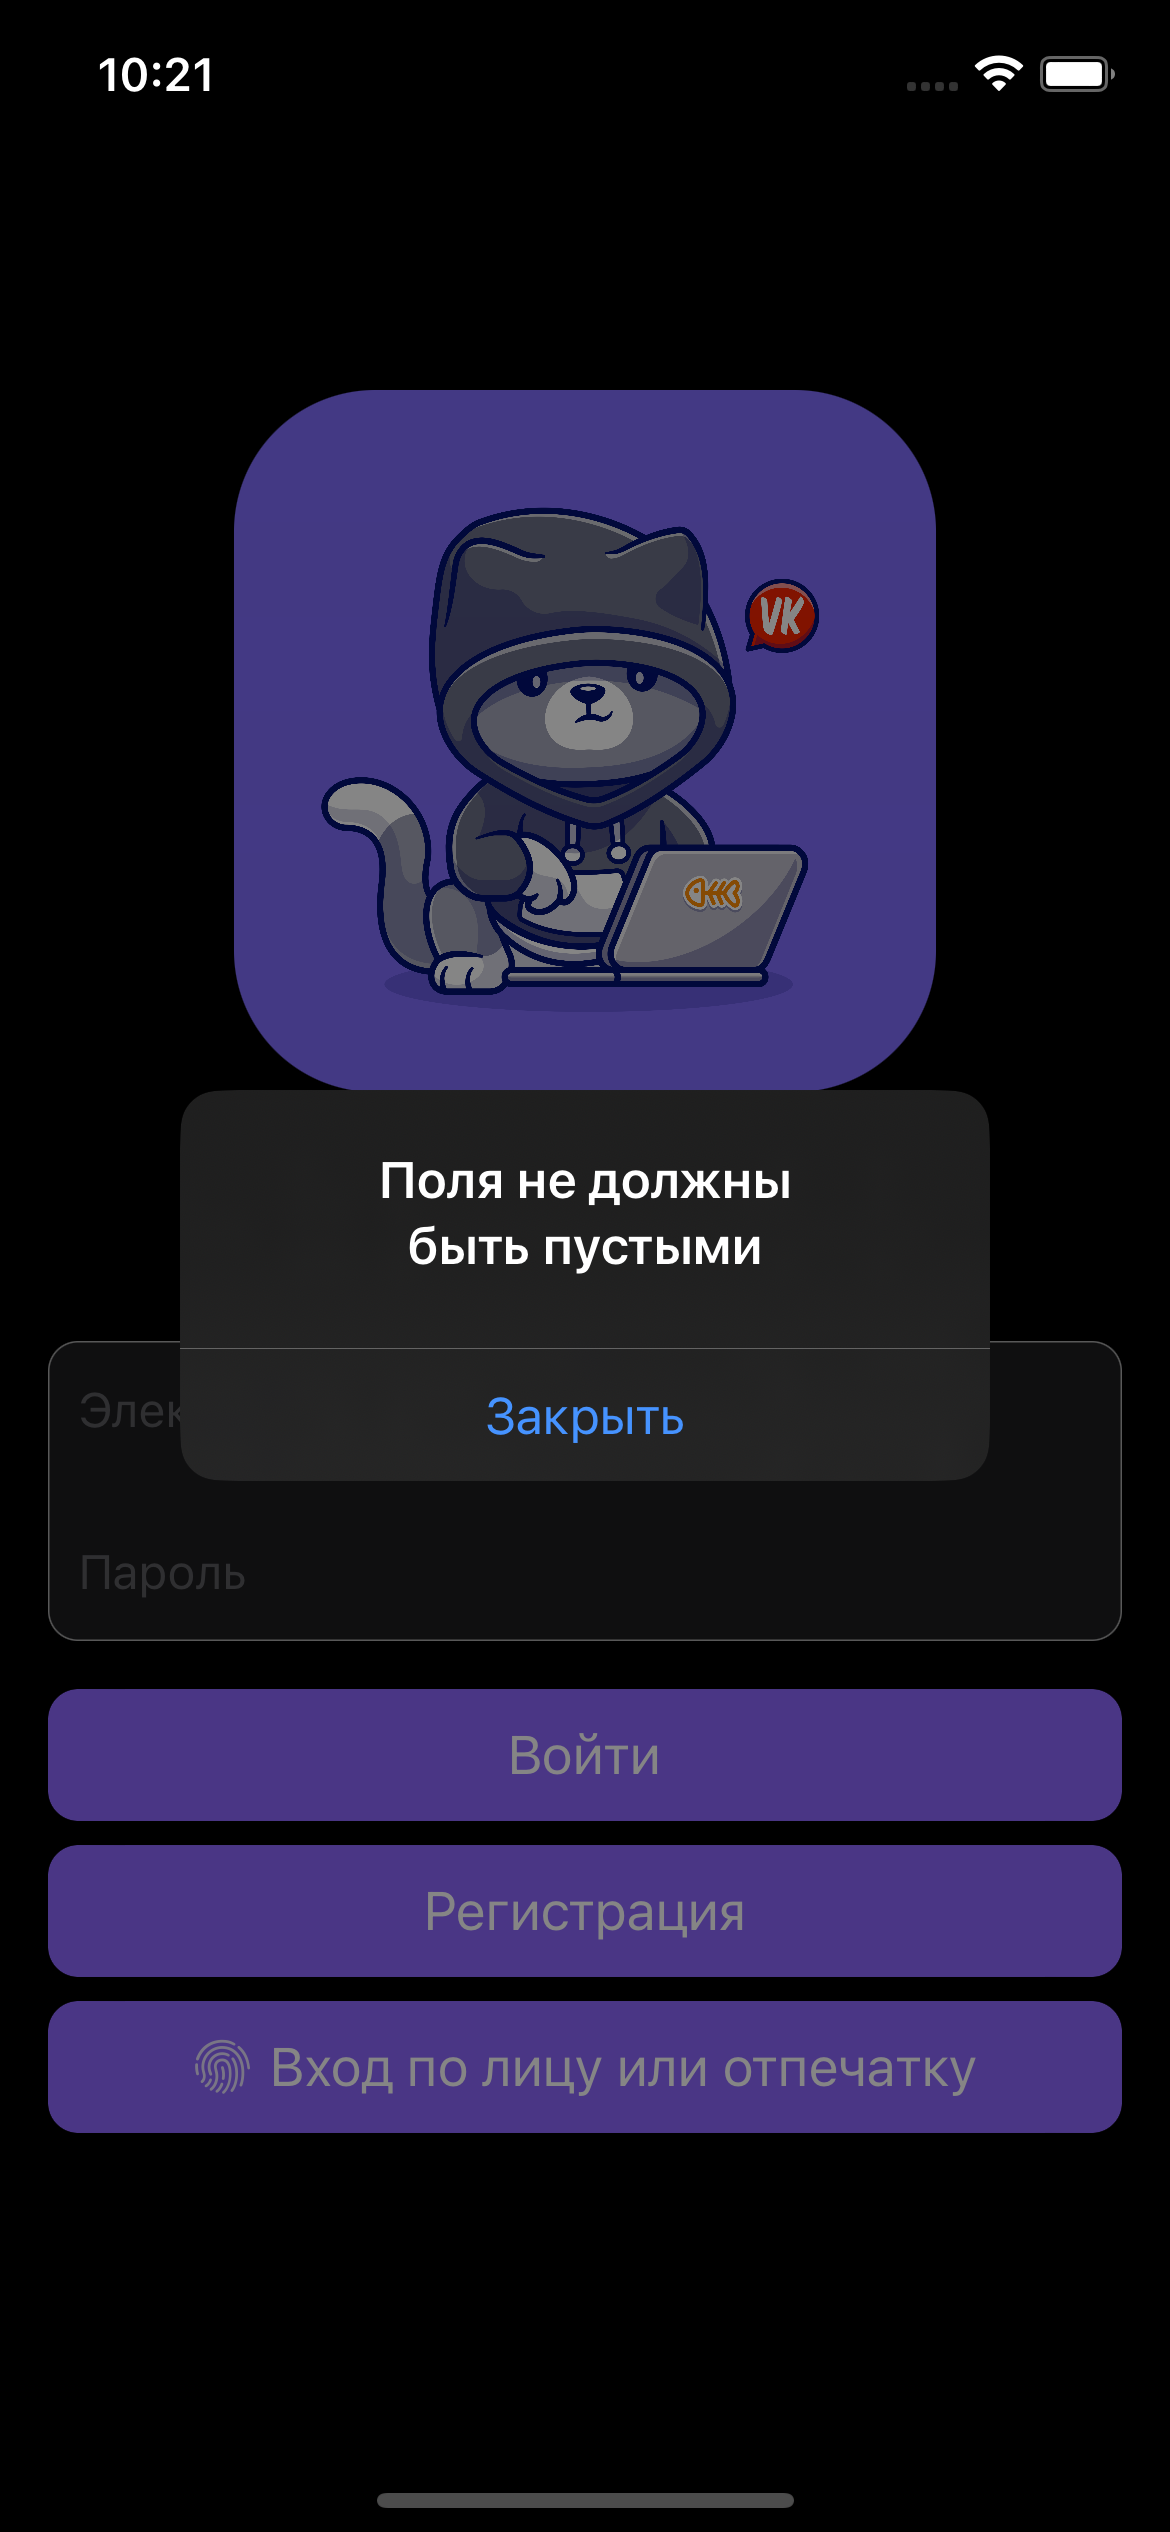 10:21
VK
Поля не должны
быть пустыми
Закрыть
Элек
Пароль
Войти
Регистрация
Вход по лицу или отпечатку